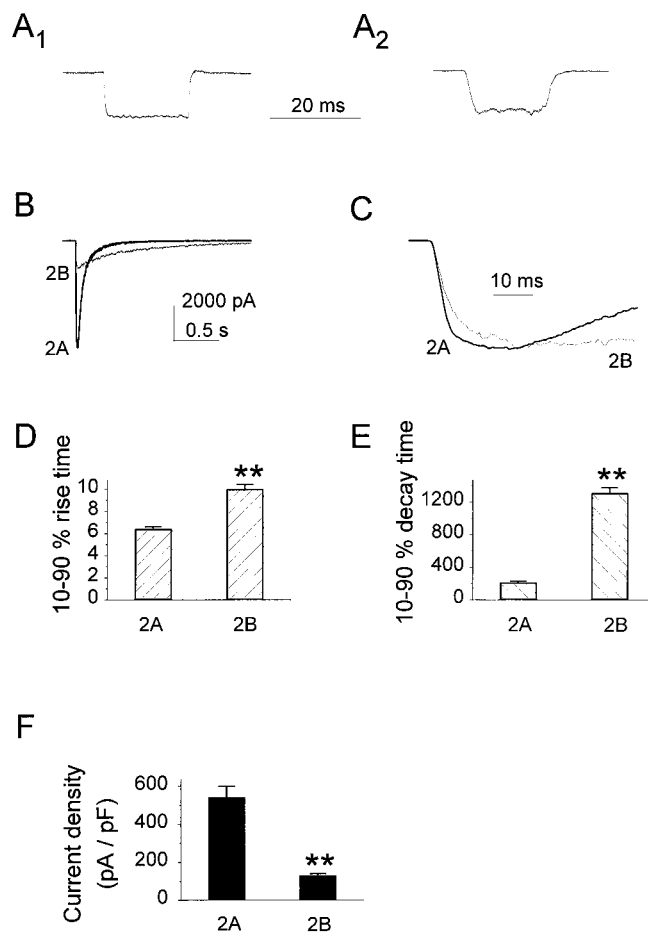 A1
A2
20 ms
B
C
2B
2A
2000 pA
0.5 s
10 ms
2A
2B
D
E
10-90 % rise time
10
8
6
4
2
0
**
2A
2B
10-90 % decay time
1200
800
400
0
**
2A
2B
F
Current density
(pA / pF)
600
400
200
0
**
2A
2B